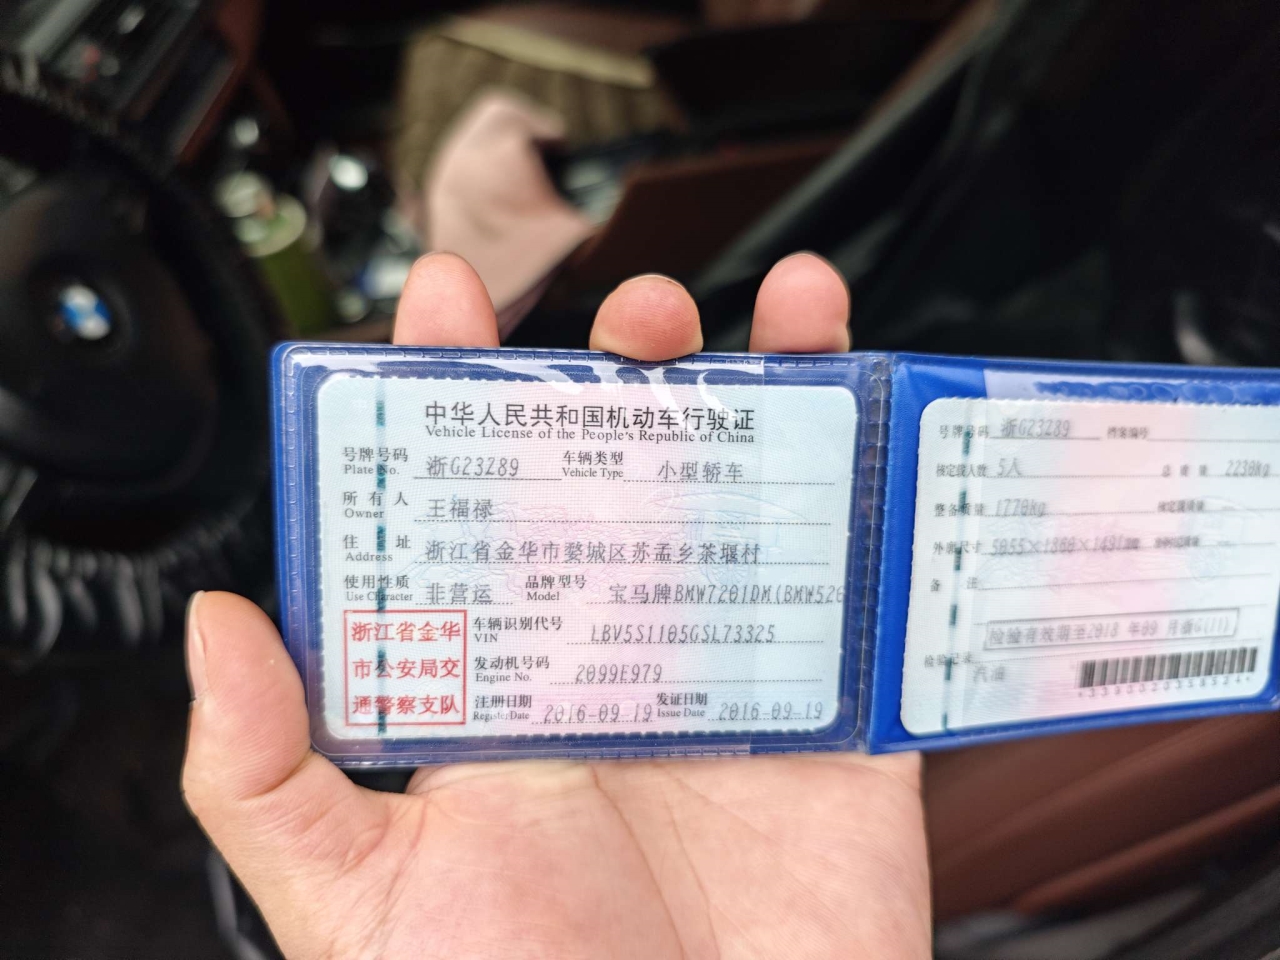 中华人民共和国机动车行驶证
Vehicle License of the People's Republic of China
号牌号码 浙G23Z89 车辆类型 小型轿车
Plate No. Vehicle Type
所有人 王福禄
Owner
住址 浙江省金华市婺城区苏孟乡茶堰村
Address
使用性质 非营运 品牌型号 宝马牌BMW7201DM(BMW526
Use Character Model
浙江省金华
市公安局交
通警察支队
车辆识别代号 LBV5S1105GSL73325
VIN
发动机号码 2099E979
Engine No.
注册日期 2016-09-19 发证日期 2016-09-19
Register Date Issue Date
号牌号码 浙G23Z89 档案编号
核定载人数 5人 总质量 2230kg
整备质量 1770kg 核定载质量 --
外廓尺寸 5055×1868×1491mm
备注
检验有效期至2018 年09 月浙G(11)
检验记录
汽油